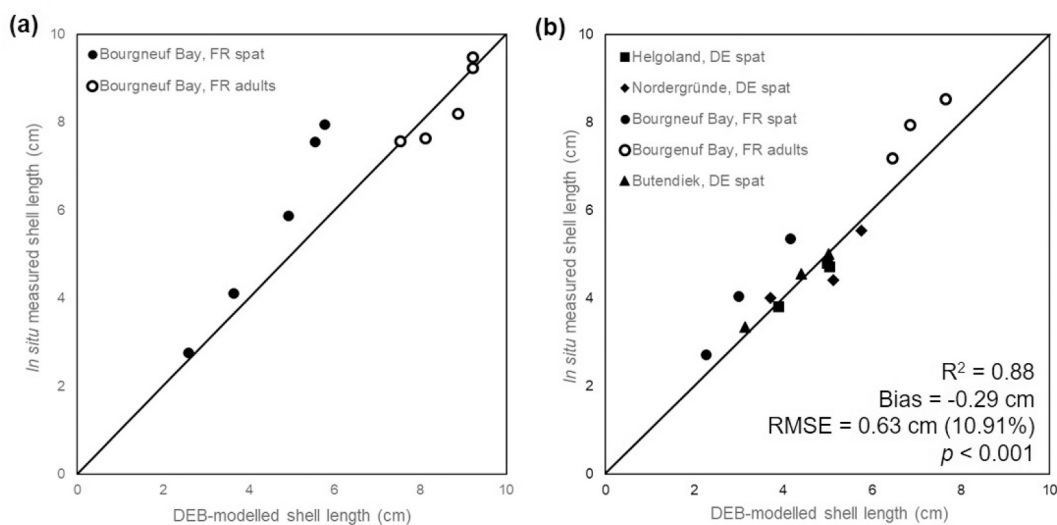 (a)
10
8
6
4
2
0
In situ measured shell length (cm)
Bourgneuf Bay, FR spat
Bourgneuf Bay, FR adults
0 2 4 6 8 10
DEB-modelled shell length (cm)
(b)
10
8
6
4
2
0
In situ measured shell length (cm)
Helgoland, DE spat
Nordergründe, DE spat
Bourgneuf Bay, FR spat
Bourgenuf Bay, FR adults
Butendiek, DE spat
R² = 0.88
Bias = -0.29 cm
RMSE = 0.63 cm (10.91%)
p < 0.001
0 2 4 6 8 10
DEB-modelled shell length (cm)